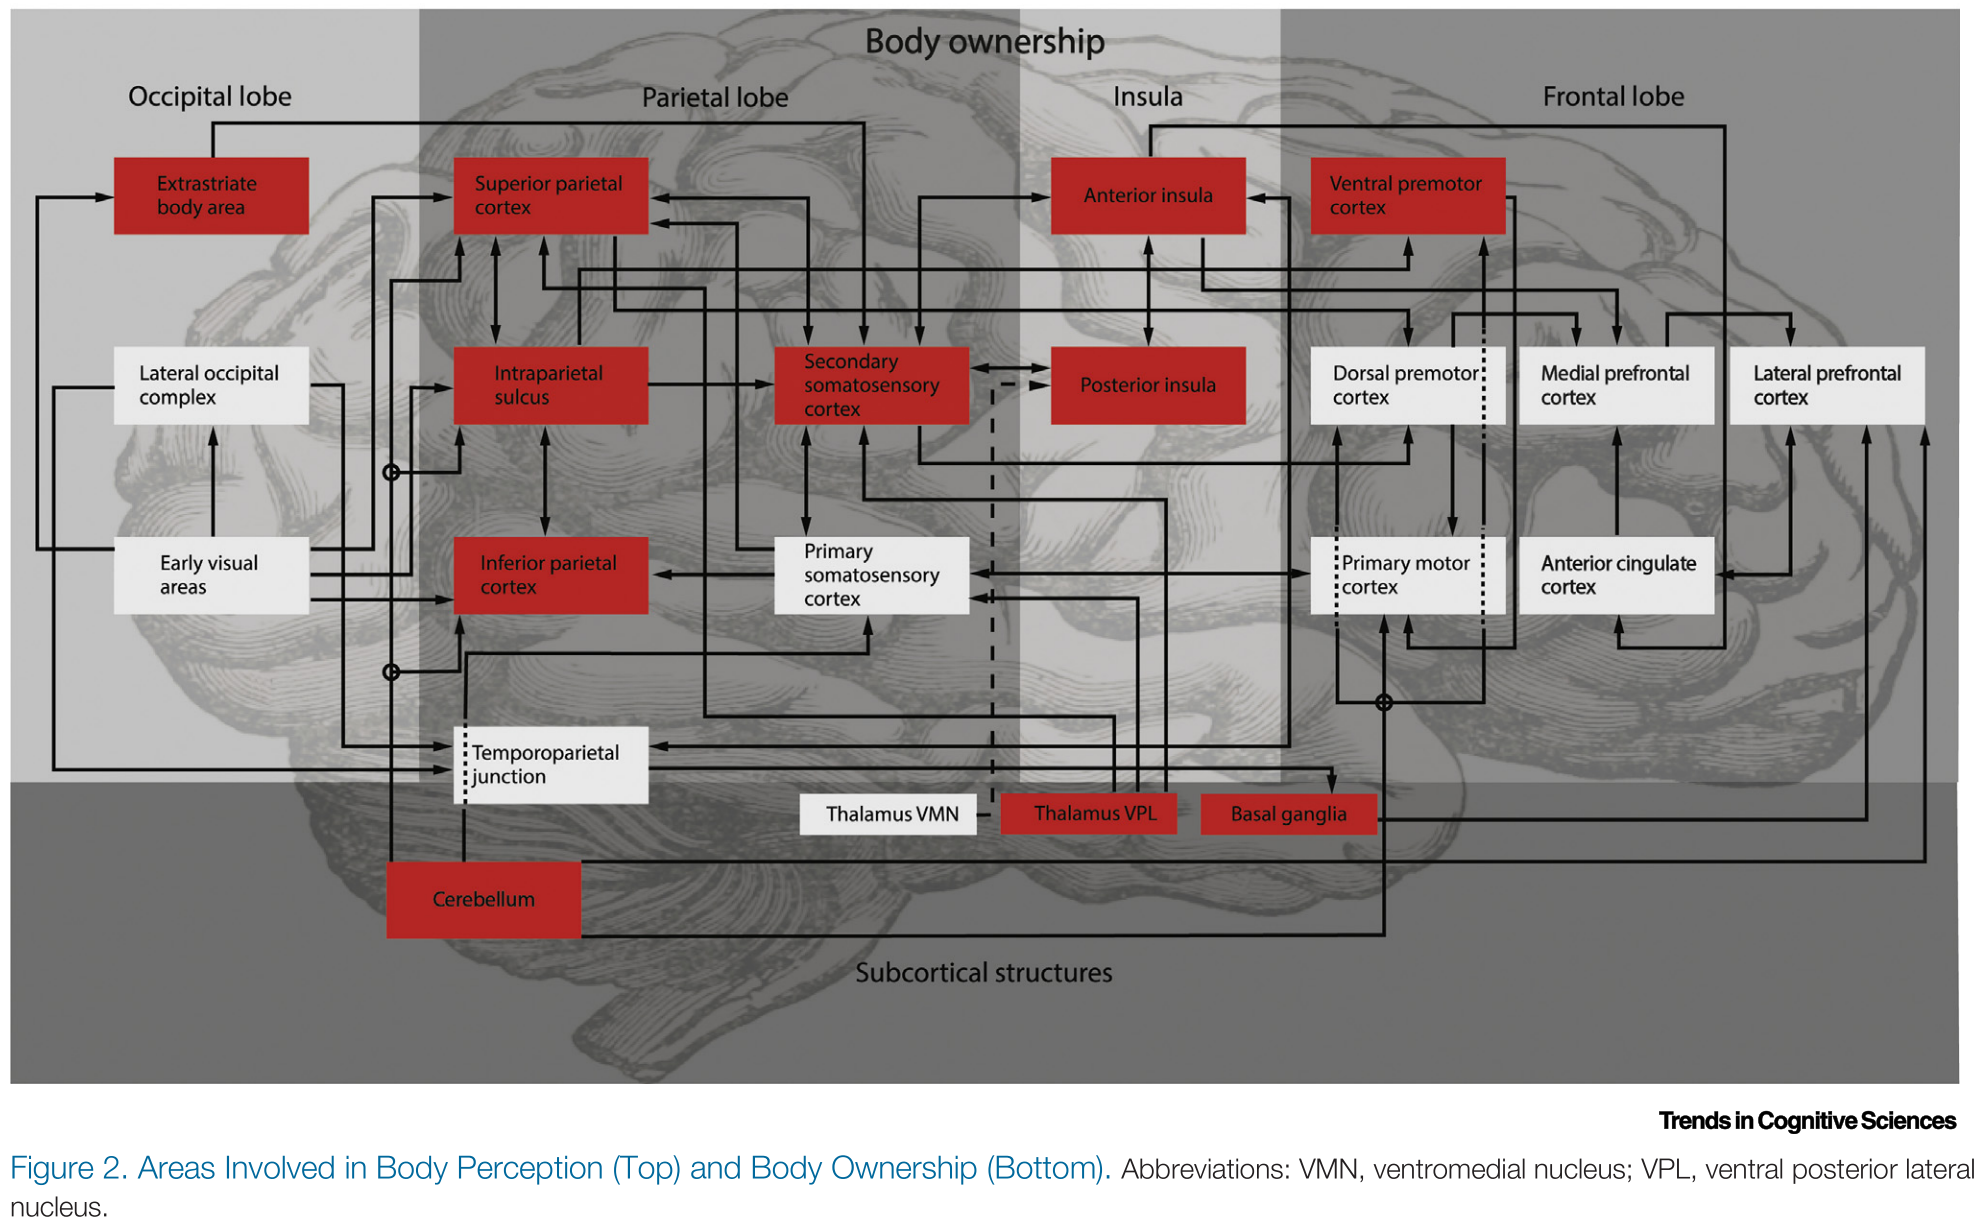 Body ownership
Occipital lobe
Parietal lobe
Insula
Frontal lobe
Extrastriate
body area
Superior parietal
cortex
Anterior insula
Ventral premotor
cortex
Lateral occipital
complex
Intraparietal
sulcus
Secondary
somatosensory
cortex
Posterior insula
Dorsal premotor
cortex
Medial prefrontal
cortex
Lateral prefrontal
cortex
Early visual
areas
Inferior parietal
cortex
Primary
somatosensory
cortex
Primary motor
cortex
Anterior cingulate
cortex
Temporoparietal
junction
Thalamus VMN
Thalamus VPL
Basal ganglia
Cerebellum
Subcortical structures
Trends in Cognitive Sciences
Figure 2. Areas Involved in Body Perception (Top) and Body Ownership (Bottom). Abbreviations: VMN, ventromedial nucleus; VPL, ventral posterior lateral
nucleus.